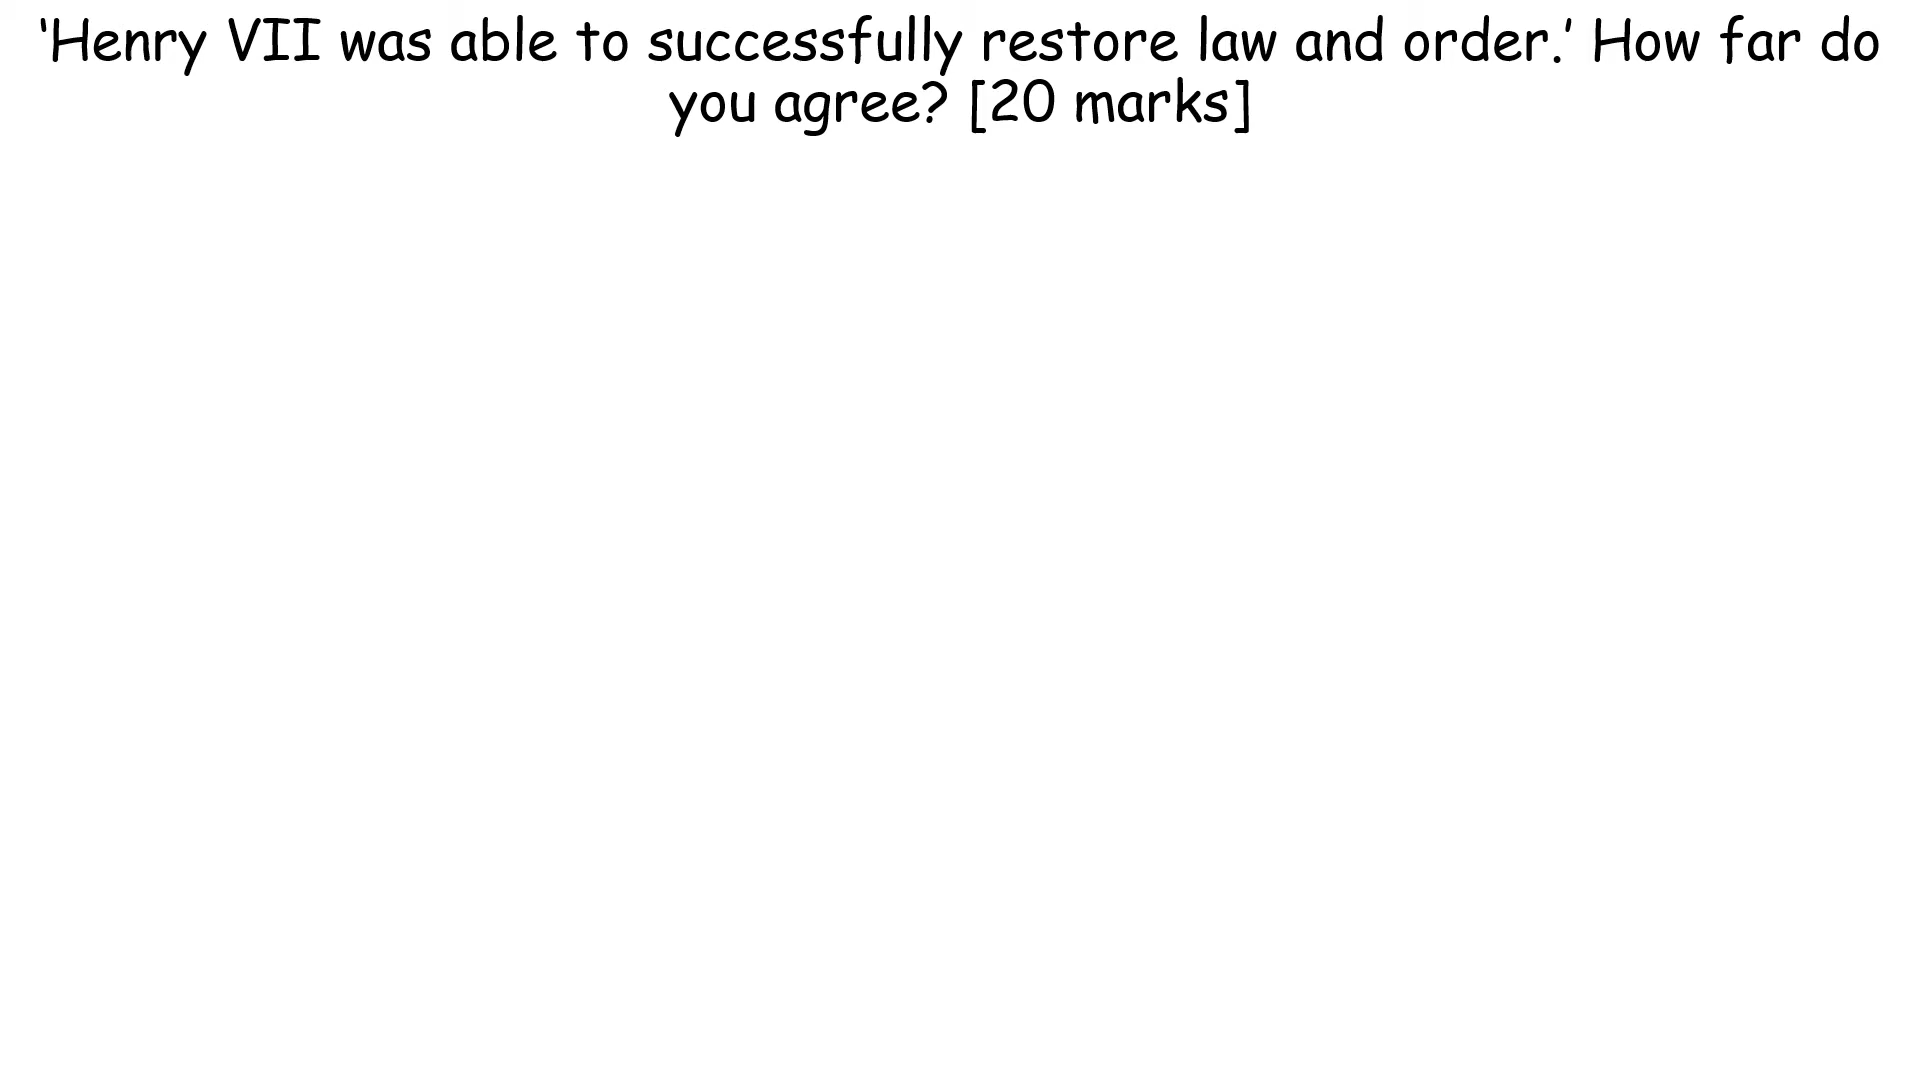 ‘Henry VII was able to successfully restore law and order.’ How far do
you agree? [20 marks]